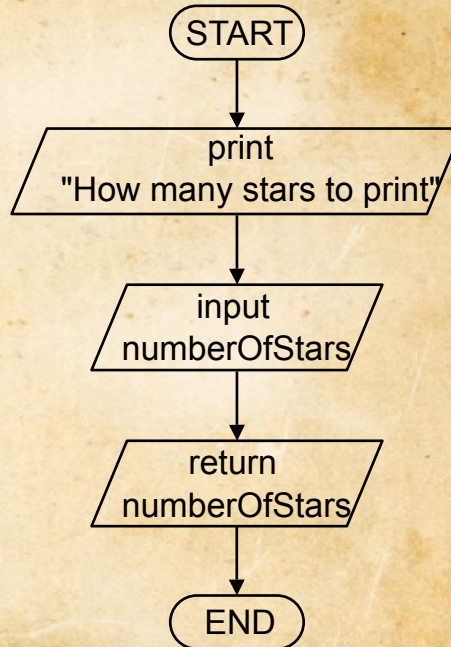 START
print
"How many stars to print"
input
numberOfStars
return
numberOfStars
END